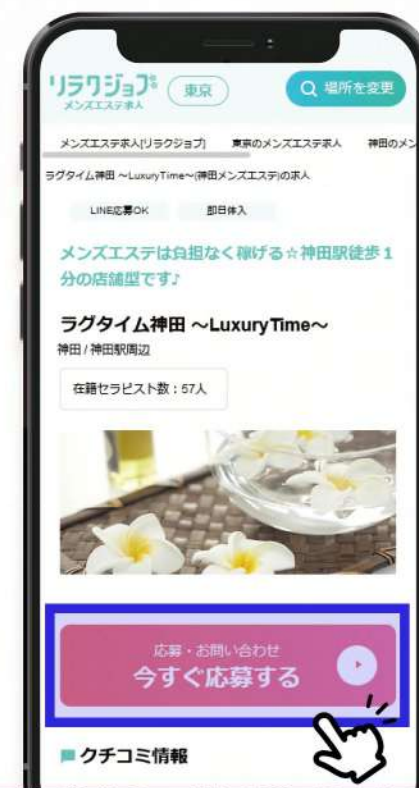 リラクジョブ
メンズエステ求人
東京
場所を変更
メンズエステ求人[リラクジョブ] 東京のメンズエステ求人 神田のメン
ラグタイム神田 ~LuxuryTime~(神田メンズエステ)の求人
LINE応募OK 即日体入
メンズエステは負担なく稼げる☆神田駅徒歩1
分の店舗型です♪
ラグタイム神田 ~LuxuryTime~
神田 / 神田駅周辺
在籍セラピスト数:57人
応募・お問い合わせ
今すぐ応募する
クチコミ情報